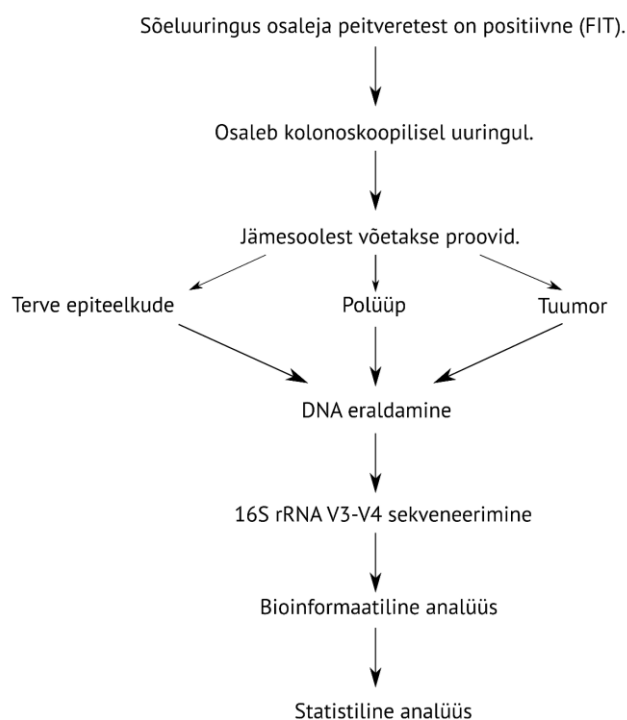 Sõeluuringus osaleja peitveretest on positiivne (FIT).
Osaleb kolonoskoopilisel uuringul.
Jämesoolest võetakse proovid.
Terve epiteelkude
Polüüp
Tuumor
DNA eraldamine
16S rRNA V3-V4 sekveneerimine
Bioinformaatiline analüüs
Statistiline analüüs